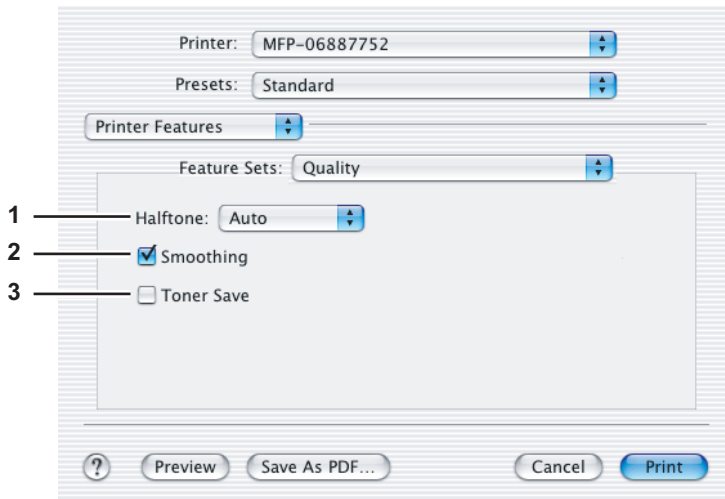 Printer: MFP-06887752
Presets: Standard
Printer Features
Feature Sets: Quality
1 Halftone: Auto
2 Smoothing
3 Toner Save
? Preview Save As PDF... Cancel Print